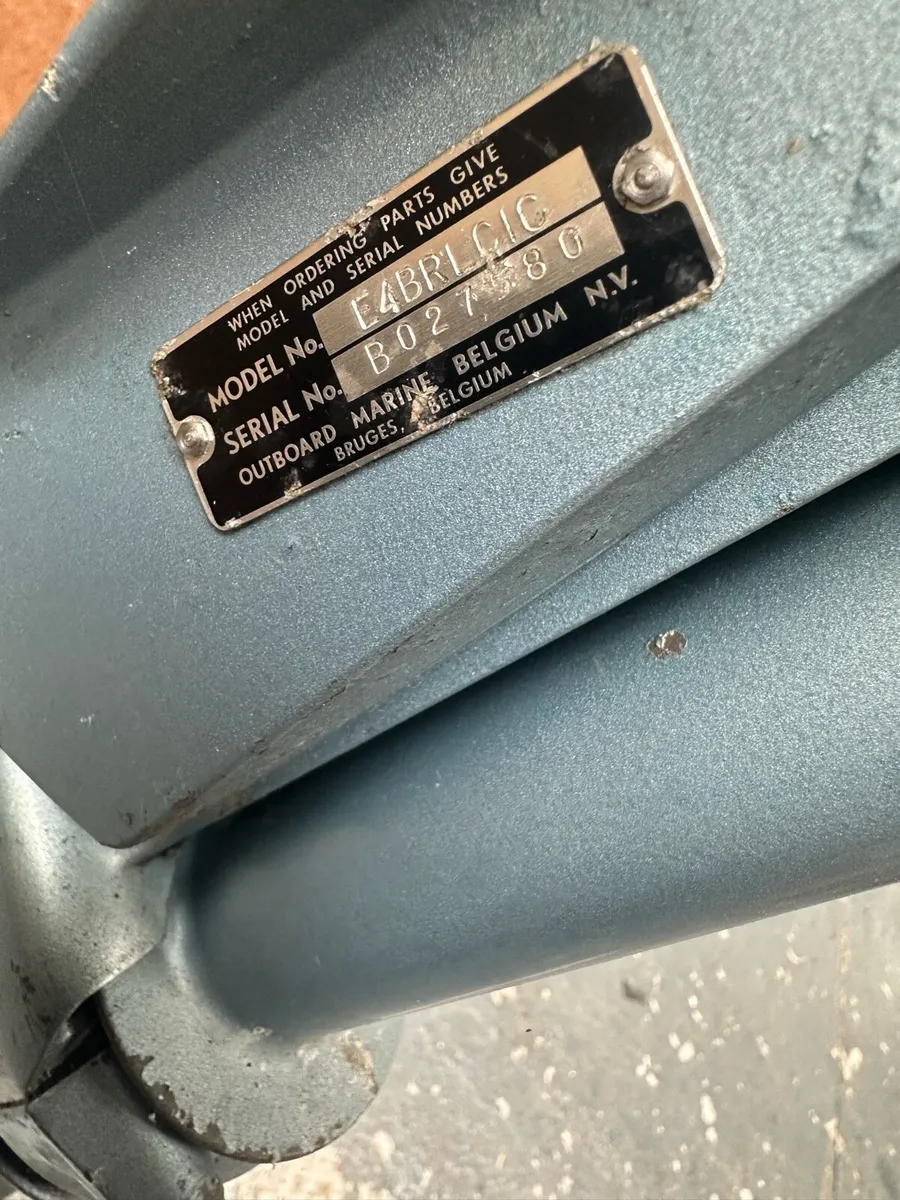 WHEN ORDERING PARTS GIVE
MODEL AND SERIAL NUMBERS
MODEL No. E4BRLCIC
SERIAL No.
OUTBOARD MARINE BELGIUM N.V.
BRUGES, BELGIUM